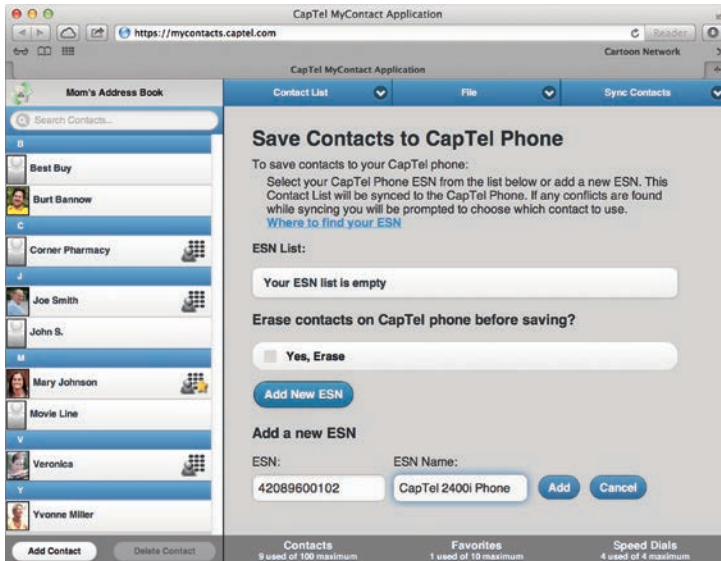 CapTel MyContact Application
https://mycontacts.captel.com
Reader
Cartoon Network
CapTel MyContact Application
Mom's Address Book
Contact List
File
Sync Contacts
Search Contacts...
B
Best Buy
Burt Bannow
C
Corner Pharmacy
J
Joe Smith
John S.
M
Mary Johnson
Movie Line
V
Veronica
Y
Yvonne Miller
Add Contact
Delete Contact
Save Contacts to CapTel Phone
To save contacts to your CapTel phone:
Select your CapTel Phone ESN from the list below or add a new ESN. This
Contact List will be synced to the CapTel Phone. If any conflicts are found
while syncing you will be prompted to choose which contact to use.
Where to find your ESN
ESN List:
Your ESN list is empty
Erase contacts on CapTel phone before saving?
Yes, Erase
Add New ESN
Add a new ESN
ESN:
ESN Name:
42089600102
CapTel 2400i Phone
Add
Cancel
Contacts
9 used of 100 maximum
Favorites
1 used of 10 maximum
Speed Dials
4 used of 4 maximum